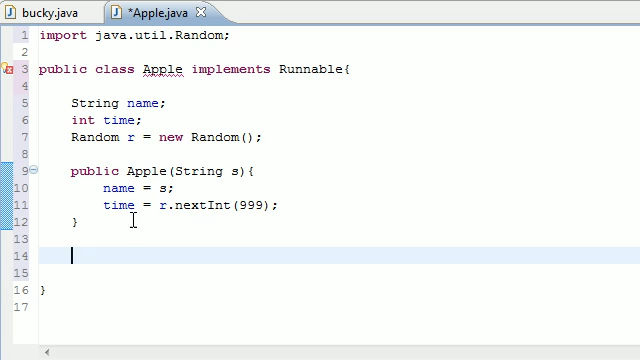 bucky.java *Apple.java
1 import java.util.Random;
2
3 public class Apple implements Runnable{
4
5 String name;
6 int time;
7 Random r = new Random();
8
9 public Apple(String s){
10 name = s;
11 time = r.nextInt(999);
12 }
13
14
15
16 }
17